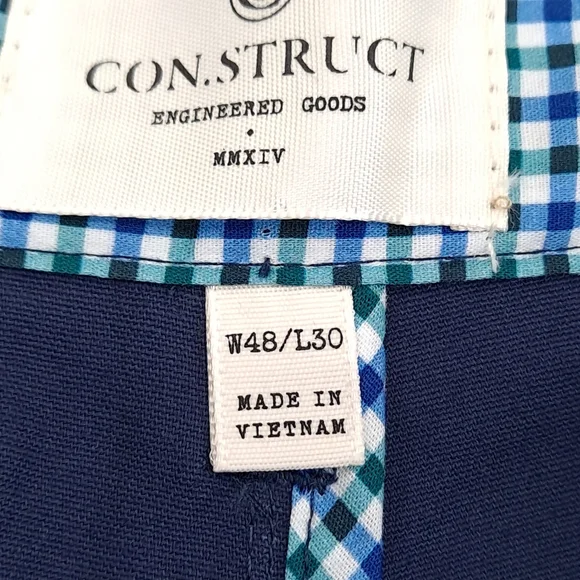 CON.STRUCT
ENGINEERED GOODS
•
MMXIV
W48/L30
MADE IN
VIETNAM